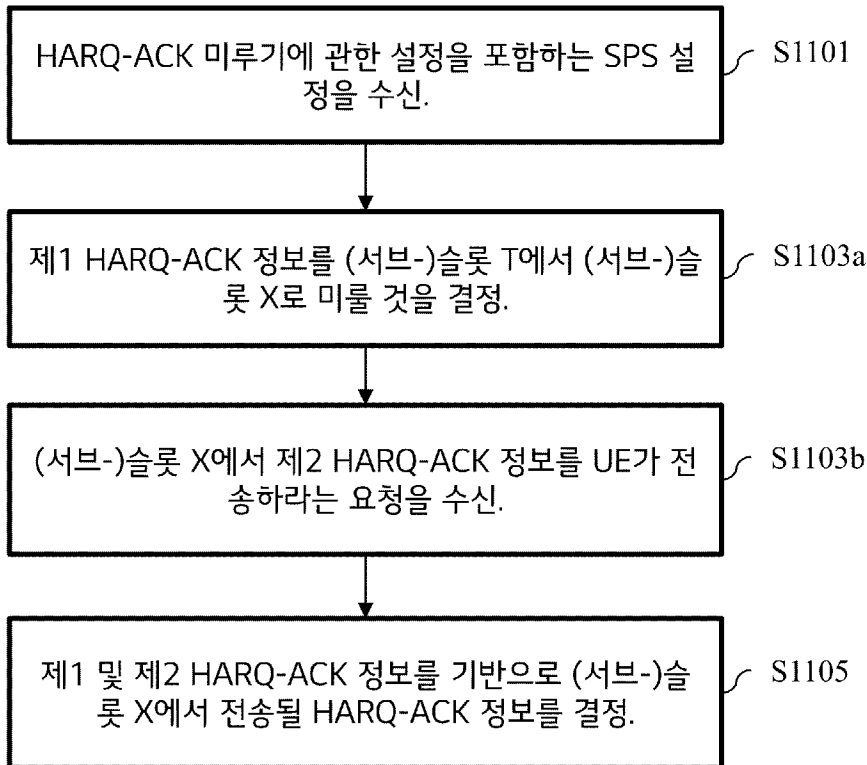 HARQ-ACK 미루기에 관한 설정을 포함하는 SPS 설
정을 수신.
S1101
제1 HARQ-ACK 정보를 (서브-)슬롯 T에서 (서브-)슬
롯 X로 미룰 것을 결정.
S1103a
(서브-)슬롯 X에서 제2 HARQ-ACK 정보를 UE가 전
송하라는 요청을 수신.
S1103b
제1 및 제2 HARQ-ACK 정보를 기반으로 (서브-)슬
롯 X에서 전송될 HARQ-ACK 정보를 결정.
S1105